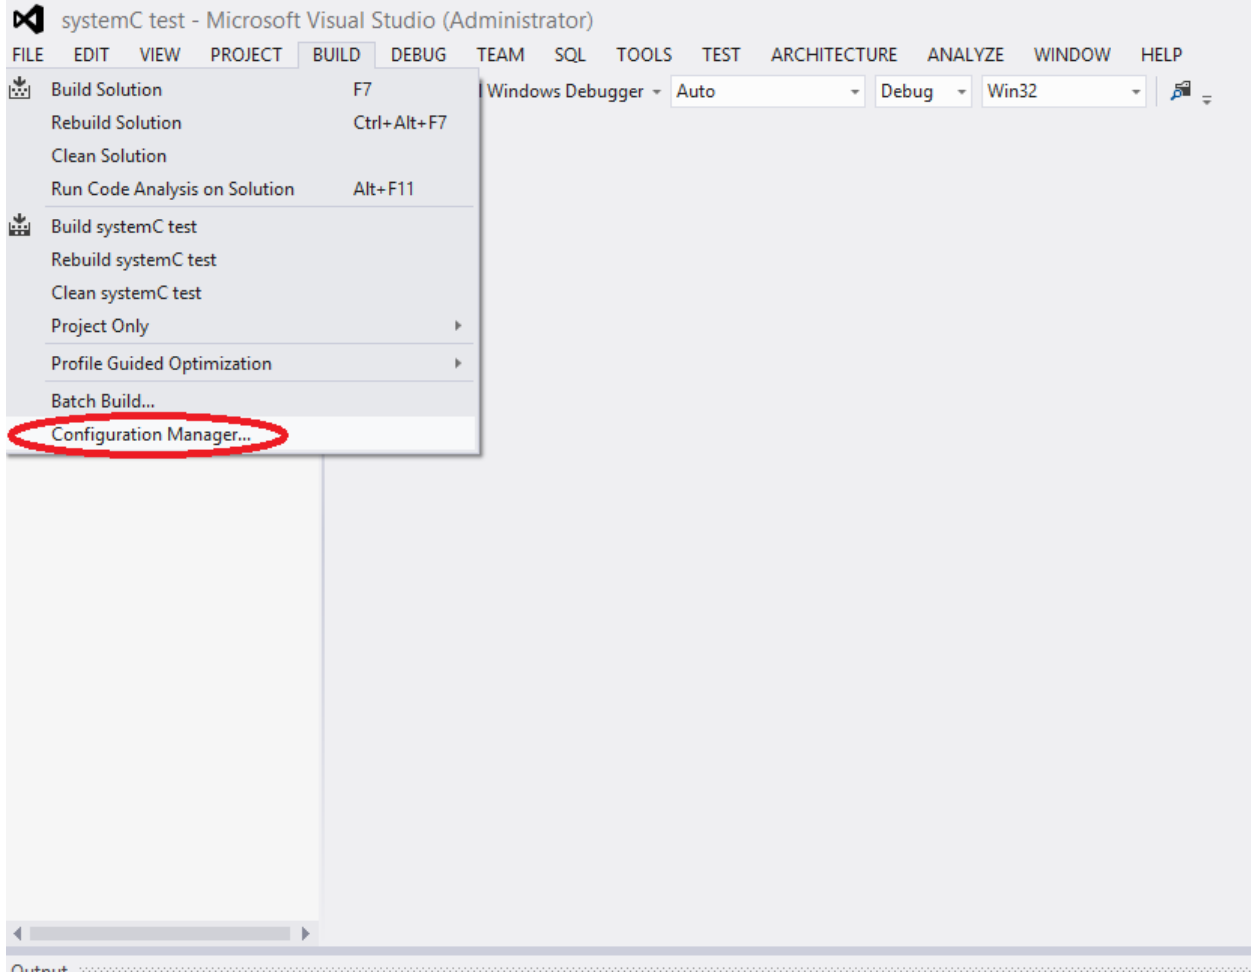 systemC test - Microsoft Visual Studio (Administrator)
FILE EDIT VIEW PROJECT BUILD DEBUG TEAM SQL TOOLS TEST ARCHITECTURE ANALYZE WINDOW HELP
Build Solution F7
Windows Debugger Auto Debug Win32
Rebuild Solution Ctrl+Alt+F7
Clean Solution
Run Code Analysis on Solution Alt+F11
Build systemC test
Rebuild systemC test
Clean systemC test
Project Only
Profile Guided Optimization
Batch Build...
Configuration Manager...
Output